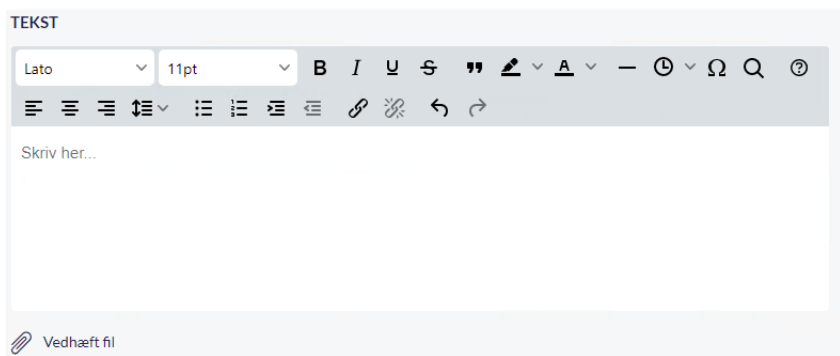 TEKST
Lato 11pt B I U S A Ω
Skriv her...
Vedhæft fil